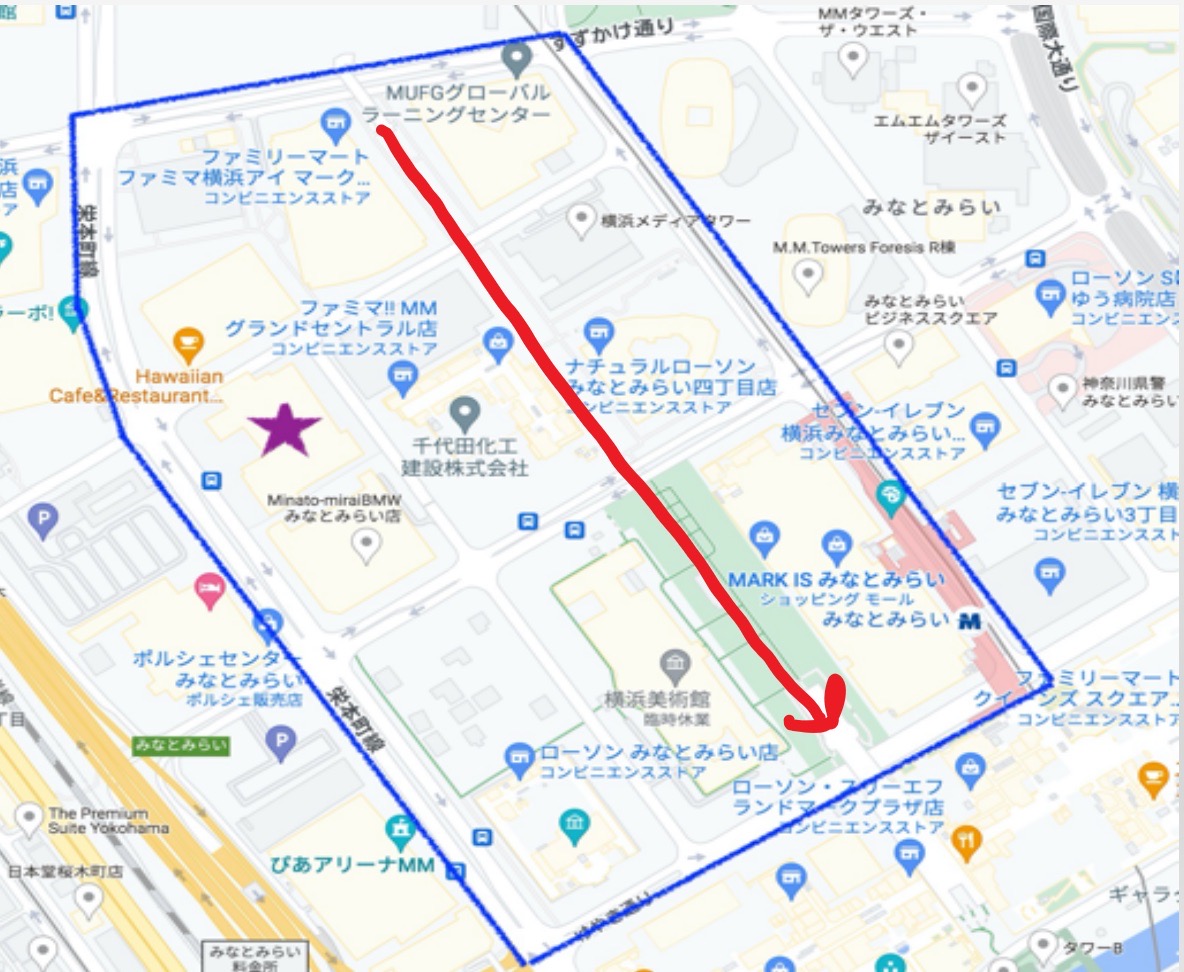 館
すずかけ通り
MMタワーズ・
ザ・ウエスト
国際大通り
MUFGグローバル
ラーニングセンター
エムエムタワーズ
ザイースト
ファミリーマート
ファミマ横浜アイ マーク...
コンビニエンスストア
浜
店
ア
栄本町線
横浜メディアタワー
みなとみらい
M.M.Towers Foresis R棟
ラーボ!
ファミマ!! MM
グランドセントラル店
コンビニエンスストア
みなとみらい
ビジネススクエア
ローソン
ゆう病院店
コンビニエンス
Hawaiian
Cafe&Restaurant...
ナチュラルローソン
みなとみらい四丁目店
コンビニエンスストア
神奈川県警
みなとみらい
千代田化工
建設株式会社
セブン-イレブン
横浜みなとみらい...
コンビニエンスストア
Minato-miraiBMW
みなとみらい店
P
セブン-イレブン 横
みなとみらい3丁目
コンビニエンススト
MARK IS みなとみらい
ショッピング モール
みなとみらい
M
ポルシェセンター
みなとみらい
ポルシェ販売店
横浜美術館
臨時休業
ファミリーマート
クイーンズ スクエア...
コンビニエンスストア
丁目
栄本町線
みなとみらい
P
ローソン みなとみらい店
コンビニエンスストア
ローソン・スリーエフ
ランドマークプラザ店
コンビニエンスストア
The Premium
Suite Yokohama
ぴあアリーナMM
日本堂桜木町店
けやき通り
ギャラ
みなとみらい
料金所
タワーB